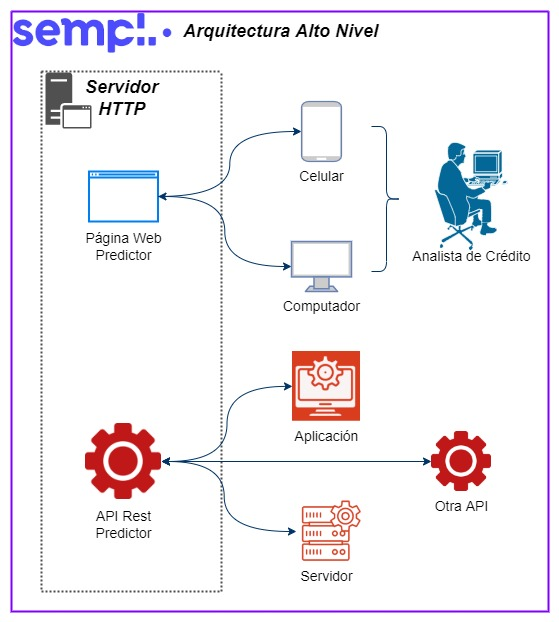 sempli.
Arquitectura Alto Nivel
Servidor
HTTP
Celular
Página Web
Predictor
Analista de Crédito
Computador
Aplicación
API Rest
Predictor
Otra API
Servidor